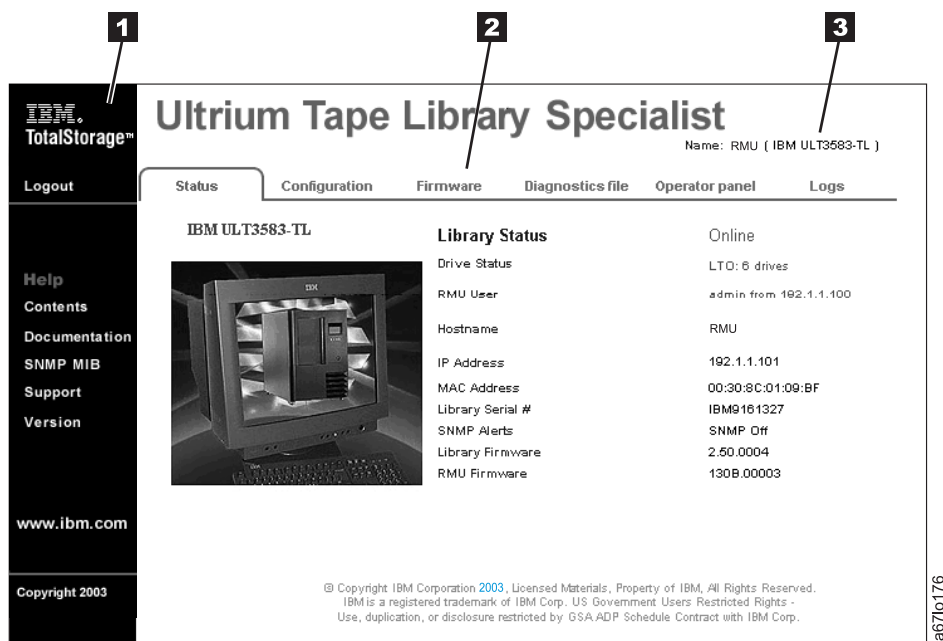 1 2 3
IBM.
TotalStorage™
Ultrium Tape Library Specialist
Name: RMU ( IBM ULT3583-TL )
Logout
Status Configuration Firmware Diagnostics file Operator panel Logs
IBM ULT3583-TL
Library Status Online
Drive Status LTO: 6 drives
RMU User admin from 192.1.1.100
Hostname RMU
IP Address 192.1.1.101
MAC Address 00:30:8C:01:09:BF
Library Serial # IBM9161327
SNMP Alerts SNMP Off
Library Firmware 2.50.0004
RMU Firmware 130B.00003
Help
Contents
Documentation
SNMP MIB
Support
Version
IBM
www.ibm.com
Copyright 2003
© Copyright IBM Corporation 2003, Licensed Materials, Property of IBM, All Rights Reserved.
IBM is a registered trademark of IBM Corp. US Government Users Restricted Rights -
Use, duplication, or disclosure restricted by GSA ADP Schedule Contract with IBM Corp.
a67lo176